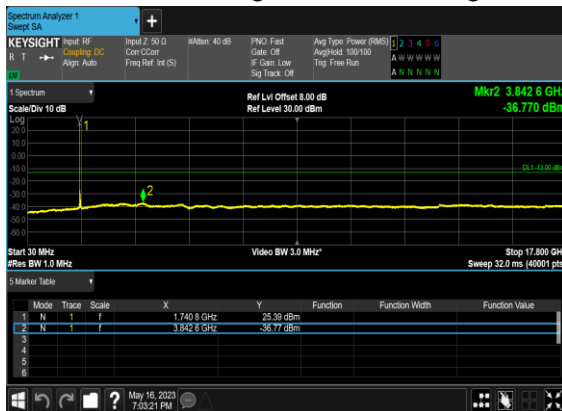 Spectrum Analyzer 1
Swept SA
+
KEYSIGHT Input: RF Input Z: 50 Ω #Atten: 40 dB PNO: Fast Avg Type: Power (RMS) 1 2 3 4 5 6
R T Coupling: DC Corr CCorr Gate: Off Avg|Hold: 100/100 A W W W W W
Align: Auto Freq Ref: Int (S) IF Gain: Low Trig: Free Run
Sig Track: Off A N N N N N
LXI
1 Spectrum Ref Lvl Offset 8.00 dB Mkr2 3.842 6 GHz
Scale/Div 10 dB Ref Level 30.00 dBm -36.770 dBm
Log
1
20.0
10.0
0.00
-10.0
DL1 -13.00 dBm
-20.0
-30.0
2
-40.0
-50.0
-60.0
Start 30 MHz Video BW 3.0 MHz* Stop 17.800 GHz
#Res BW 1.0 MHz Sweep 32.0 ms (40001 pts)
5 Marker Table
Mode Trace Scale X Y Function Function Width Function Value
1 N 1 f 1.740 8 GHz 25.39 dBm
2 N 1 f 3.842 6 GHz -36.77 dBm
3
4
5
6
? May 16, 2023
7:03:21 PM